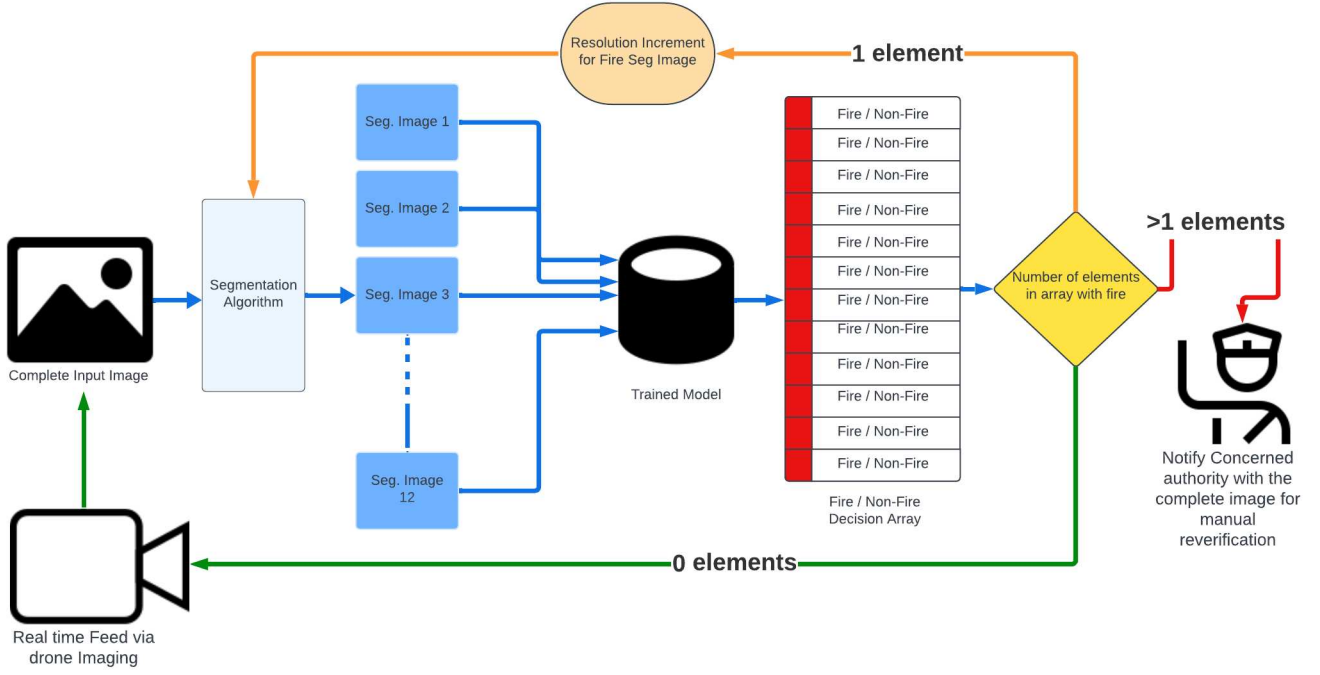 Resolution Increment
for Fire Seg Image
1 element
Seg. Image 1
Seg. Image 2
Seg. Image 3
Seg. Image
12
Segmentation
Algorithm
Complete Input Image
Real time Feed via
drone Imaging
Trained Model
Fire / Non-Fire
Fire / Non-Fire
Fire / Non-Fire
Fire / Non-Fire
Fire / Non-Fire
Fire / Non-Fire
Fire / Non-Fire
Fire / Non-Fire
Fire / Non-Fire
Fire / Non-Fire
Fire / Non-Fire
Fire / Non-Fire
Fire / Non-Fire
Decision Array
Number of elements
in array with fire
>1 elements
Notify Concerned
authority with the
complete image for
manual
reverification
0 elements